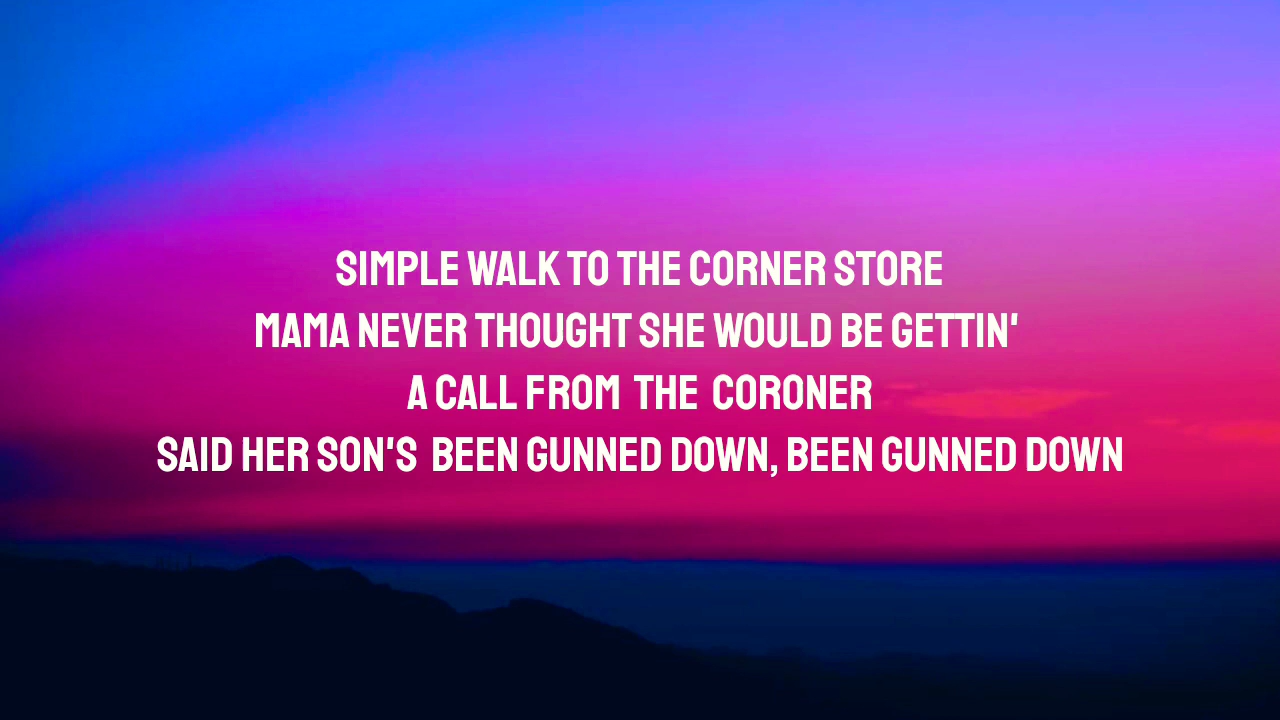 SIMPLE WALK TO THE CORNER STORE
MAMA NEVER THOUGHT SHE WOULD BE GETTIN'
A CALL FROM THE CORONER
SAID HER SON'S BEEN GUNNED DOWN, BEEN GUNNED DOWN